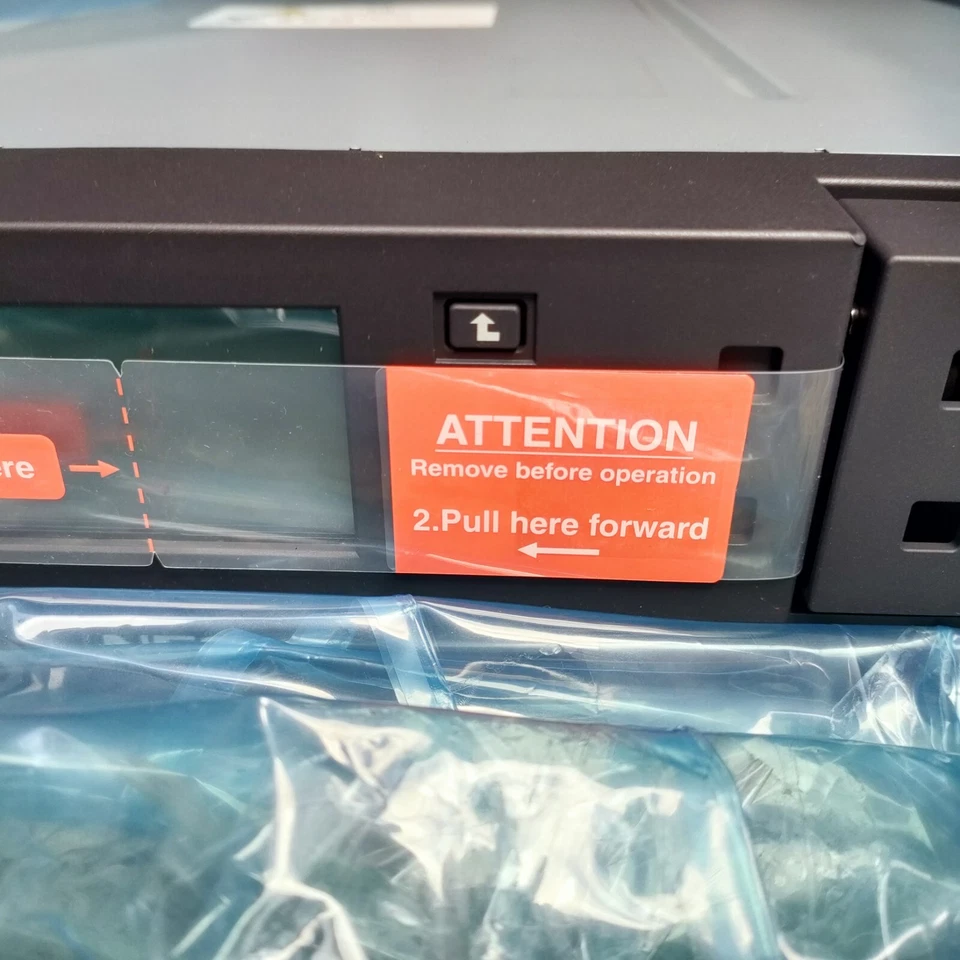 ere
ATTENTION
Remove before operation
2.Pull here forward